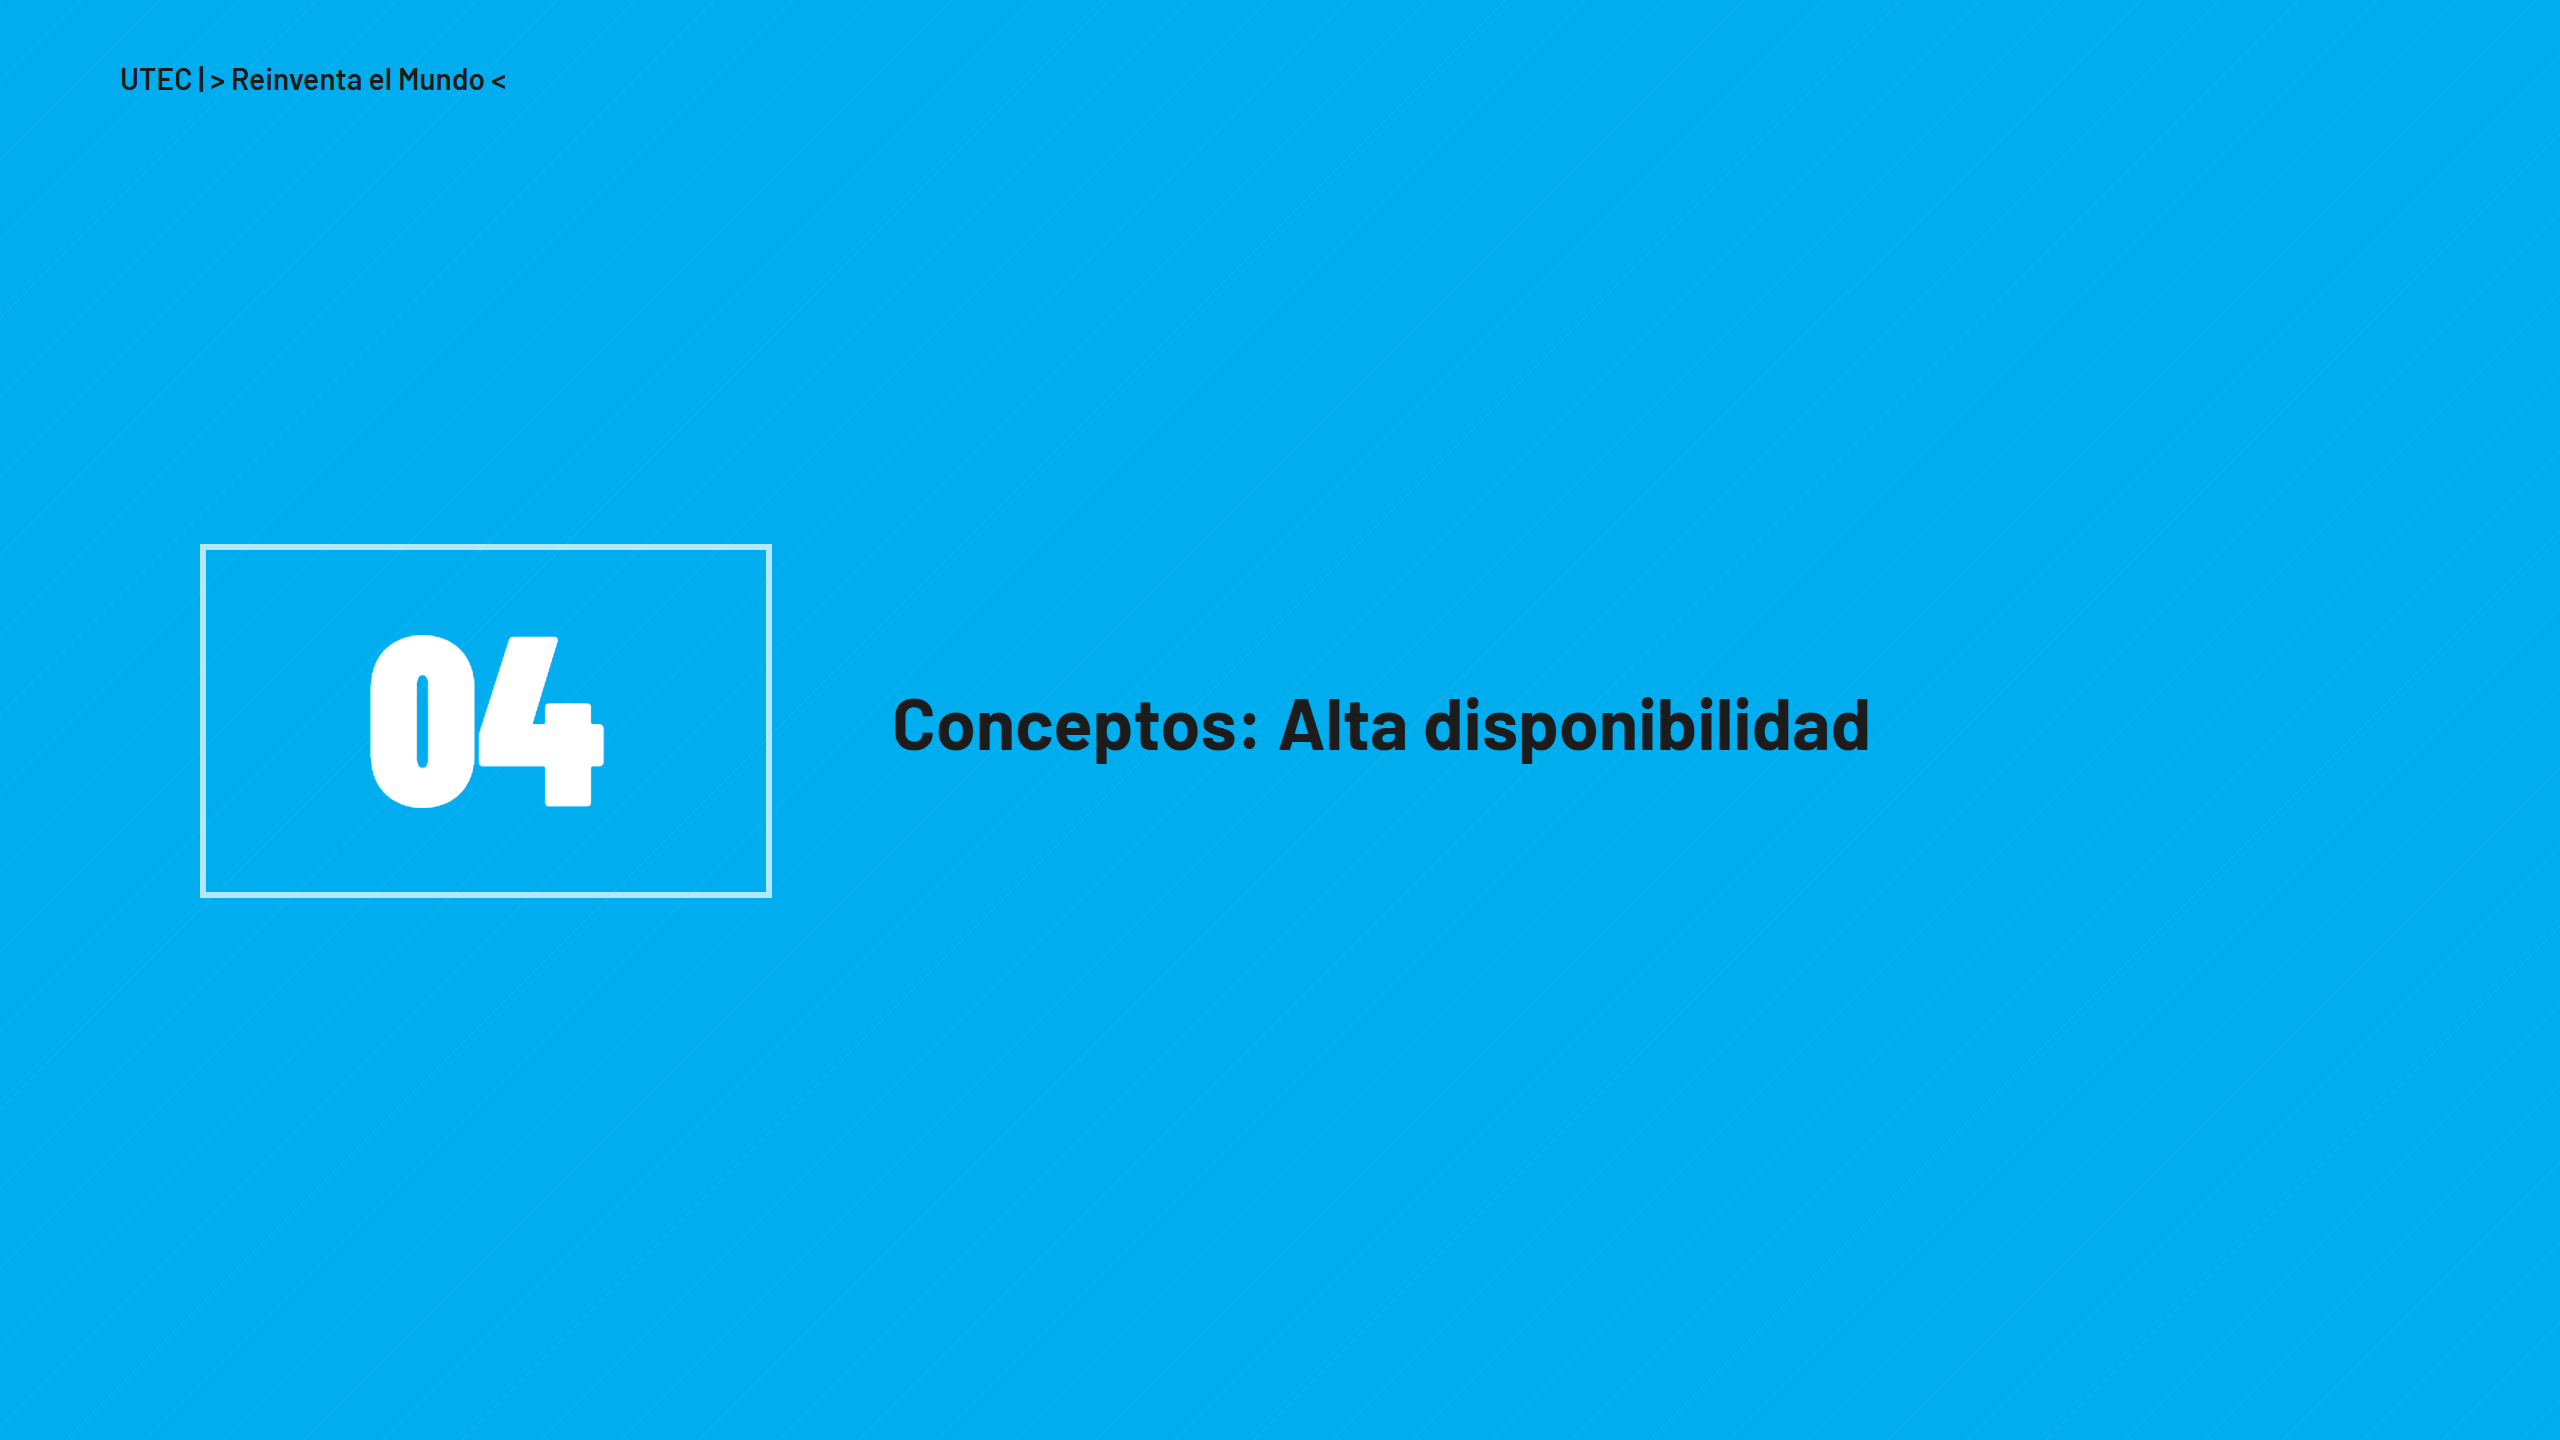 UTEC | > Reinventa el Mundo <
04
Conceptos: Alta disponibilidad